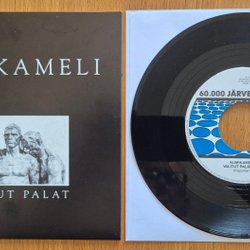 KAMELI
UT PALAT
60.000 JÄRVE